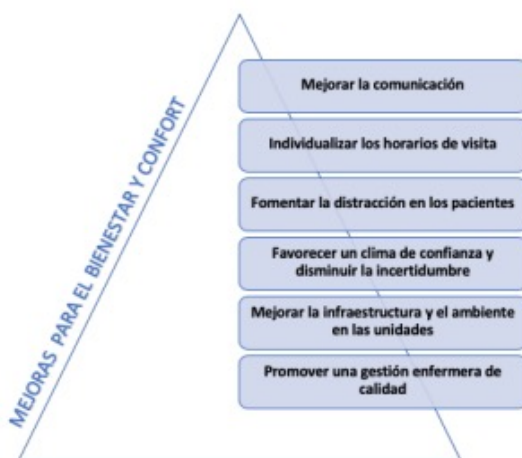 MEJORAS PARA EL BIENESTAR Y CONFORT
Mejorar la comunicación
Individualizar los horarios de visita
Fomentar la distracción en los pacientes
Favorecer un clima de confianza y
disminuir la incertidumbre
Mejorar la infraestructura y el ambiente
en las unidades
Promover una gestión enfermera de
calidad